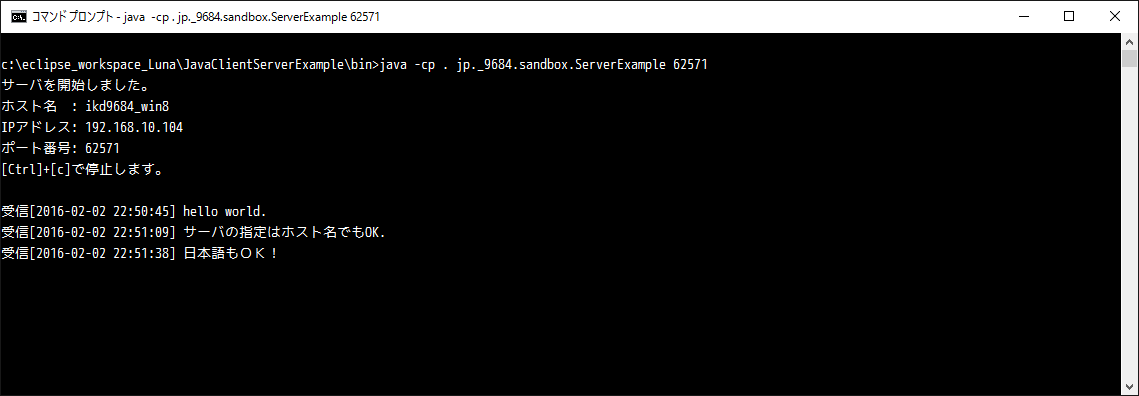 コマンド プロンプト - java -cp . jp._9684.sandbox.ServerExample 62571
c:\eclipse_workspace_Luna\JavaClientServerExample\bin>java -cp . jp._9684.sandbox.ServerExample 62571
サーバを開始しました。
ホスト名　: ikd9684_win8
IPアドレス: 192.168.10.104
ポート番号: 62571
[Ctrl]+[c]で停止します。
受信[2016-02-02 22:50:45] hello world.
受信[2016-02-02 22:51:09] サーバの指定はホスト名でもOK.
受信[2016-02-02 22:51:38] 日本語もＯＫ！